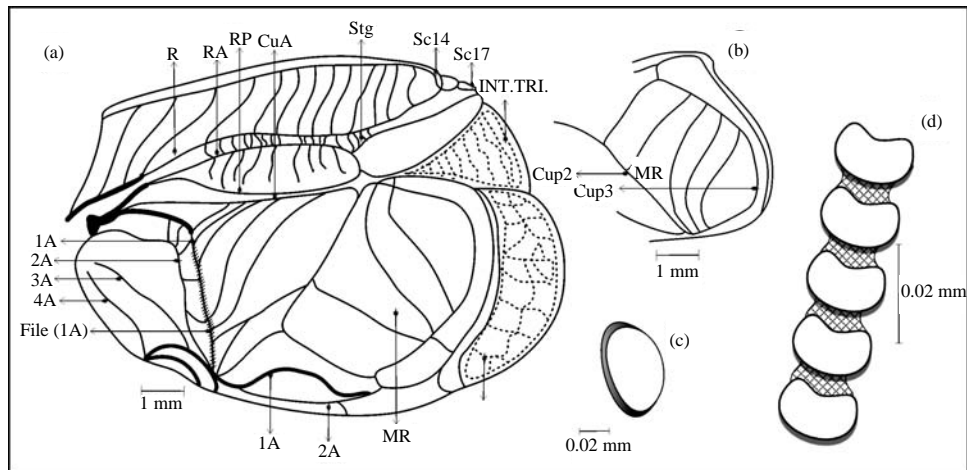 (a)
R
RA
RP
CuA
Stg
Sc14
Sc17
INT.TRI.
1A
2A
3A
4A
File (1A)
1 mm
1A
2A
MR
(b)
Cup2
MR
Cup3
1 mm
(c)
0.02 mm
(d)
0.02 mm